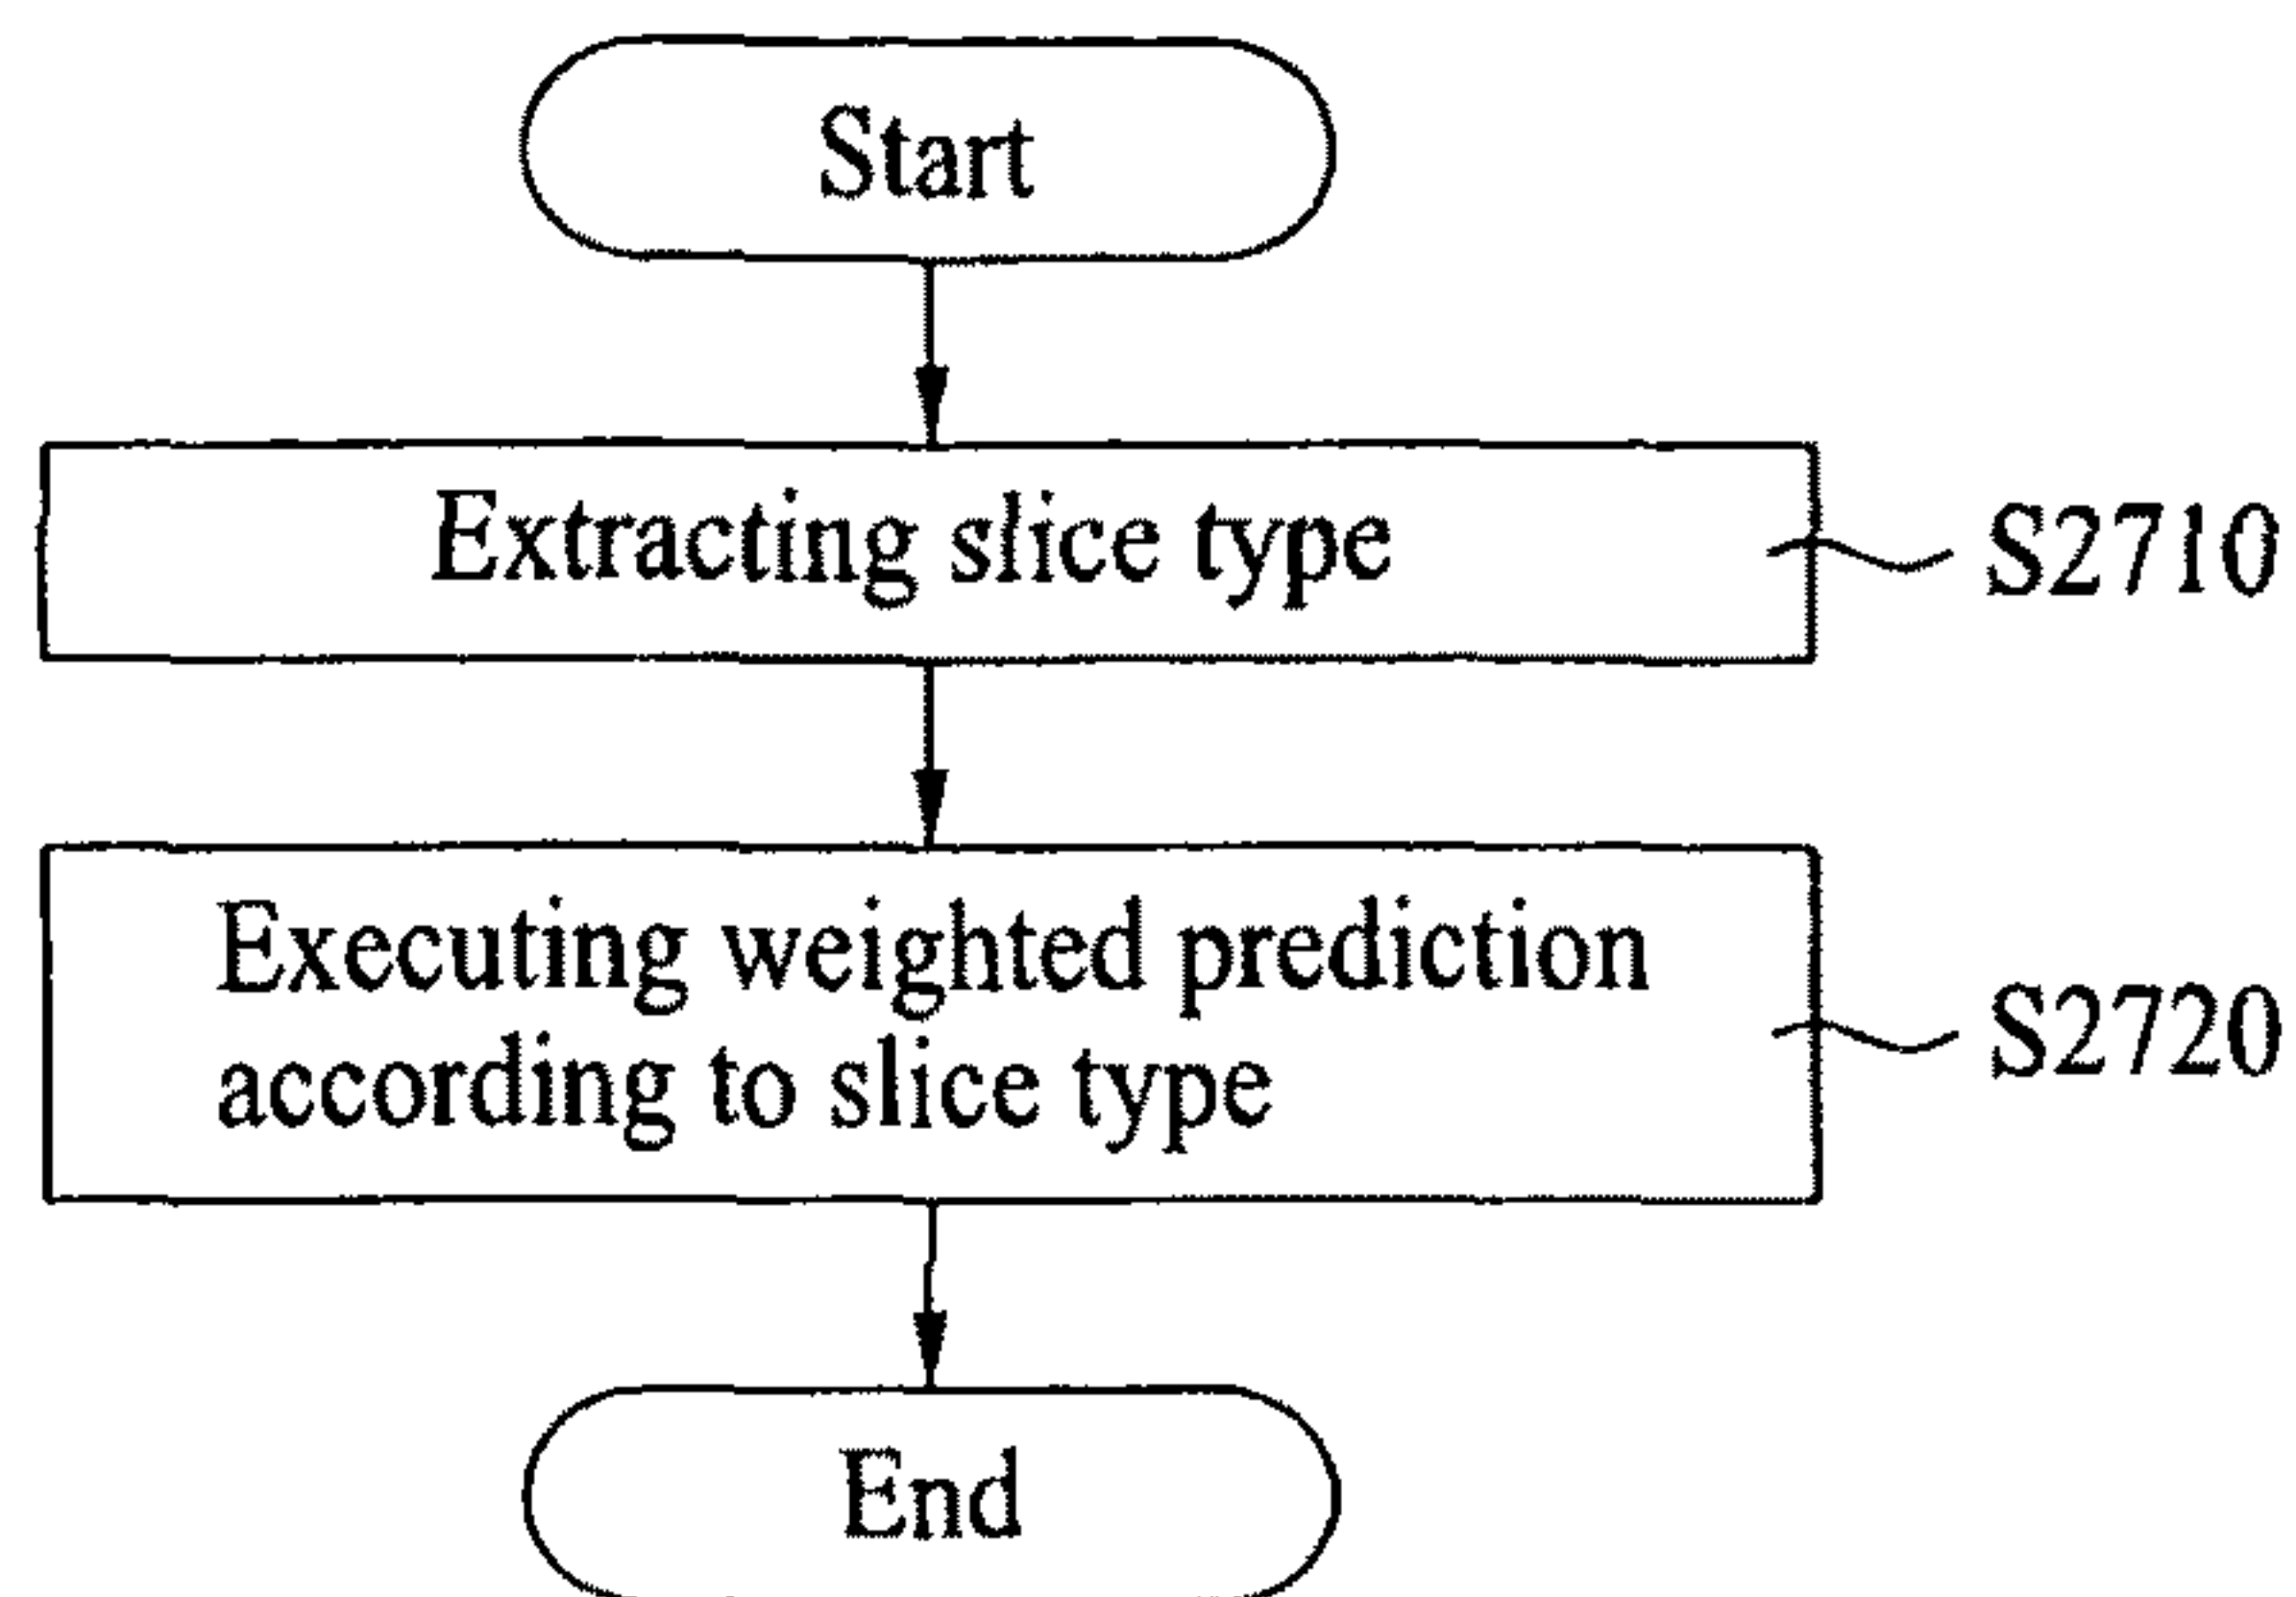 Start
Extracting slice type
S2710
Executing weighted prediction
according to slice type
S2720
End